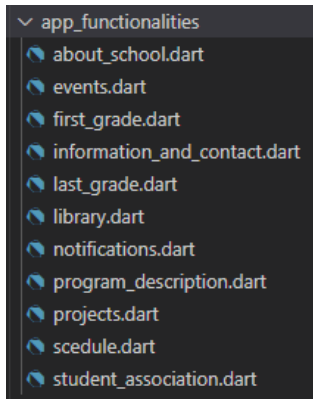 app_functionalities
about_school.dart
events.dart
first_grade.dart
information_and_contact.dart
last_grade.dart
library.dart
notifications.dart
program_description.dart
projects.dart
scedule.dart
student_association.dart